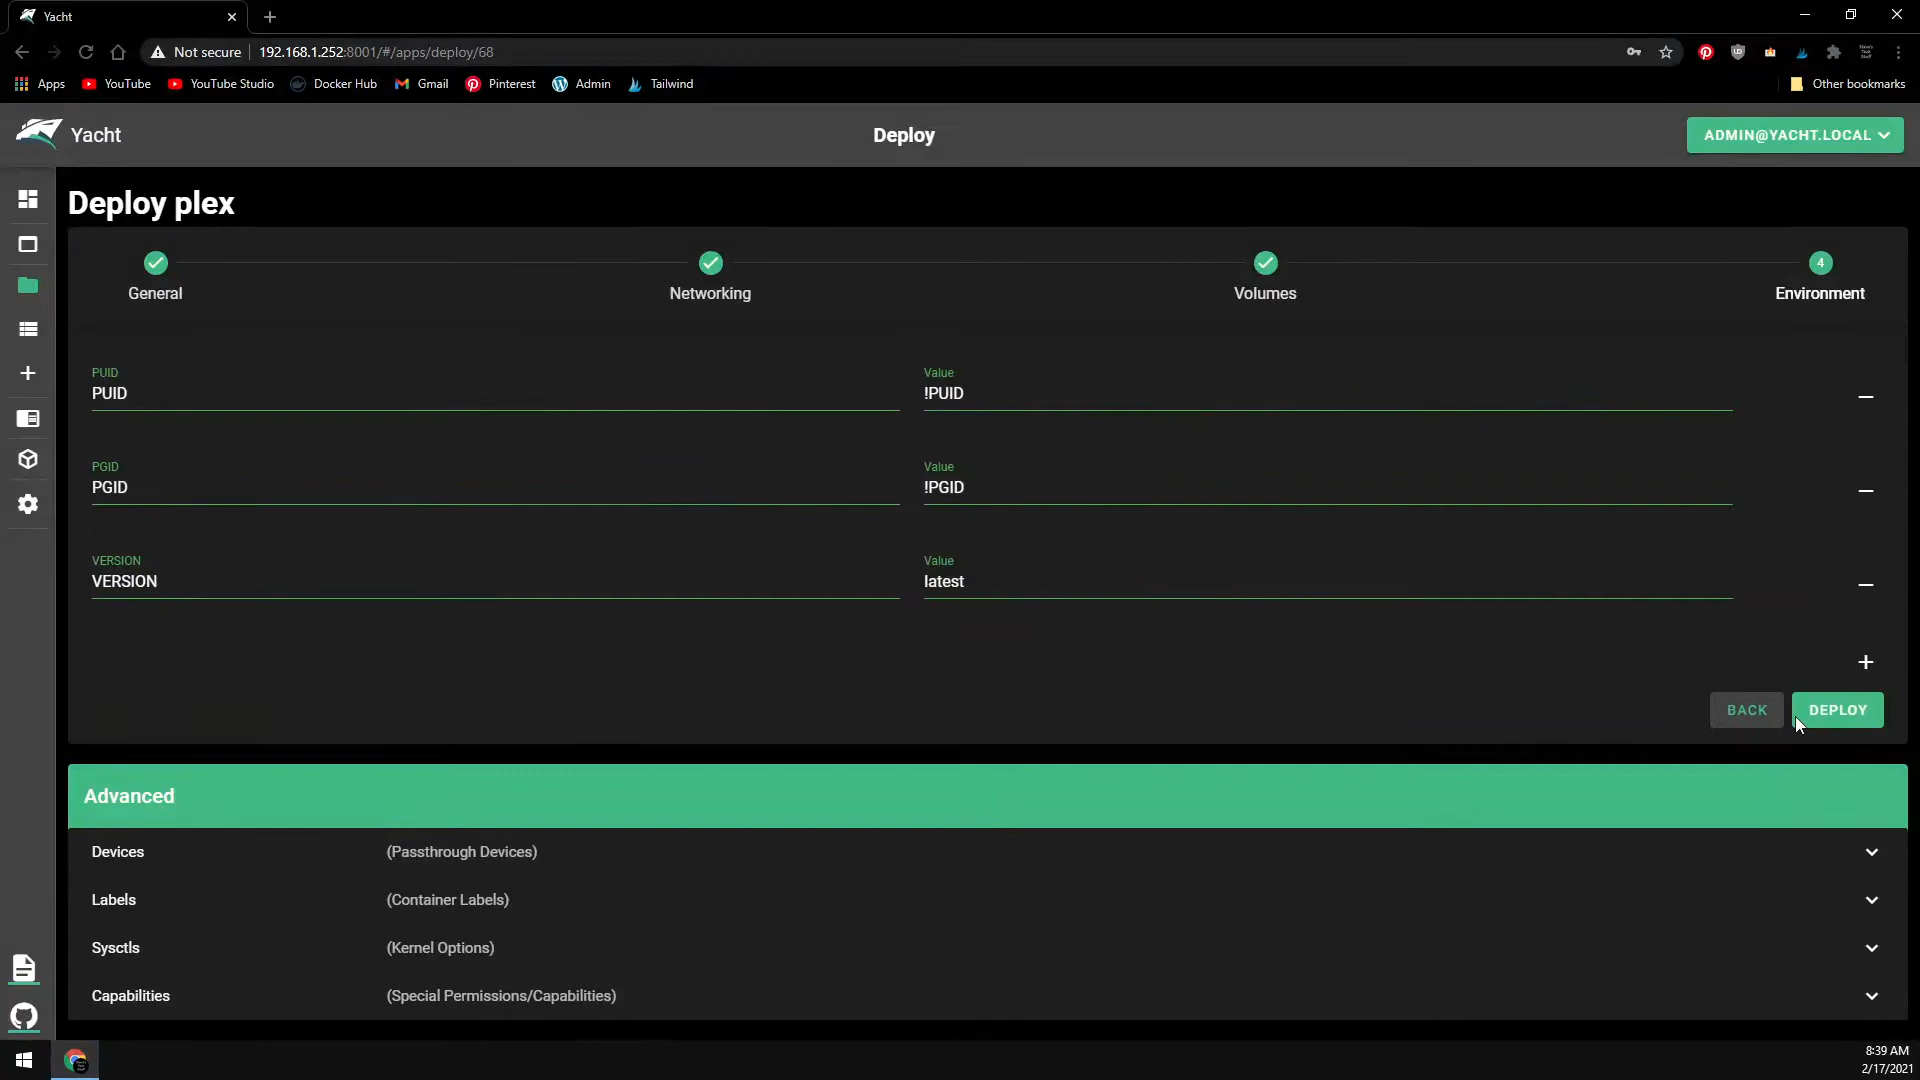 Yacht
Not secure
192.168.1.252:8001/#/apps/deploy/68
Apps
YouTube
YouTube Studio
Docker Hub
Gmail
Pinterest
Admin
Tailwind
Other bookmarks
Yacht
Deploy
ADMIN@YACHT.LOCAL
Deploy plex
4
General
Networking
Volumes
Environment
PUID
Value
PUID
!PUID
PGID
Value
PGID
!PGID
VERSION
Value
VERSION
latest
BACK
DEPLOY
Advanced
Devices
(Passthrough Devices)
Labels
(Container Labels)
Sysctls
(Kernel Options)
Capabilities
(Special Permissions/Capabilities)
8:39 AM
2/17/2021